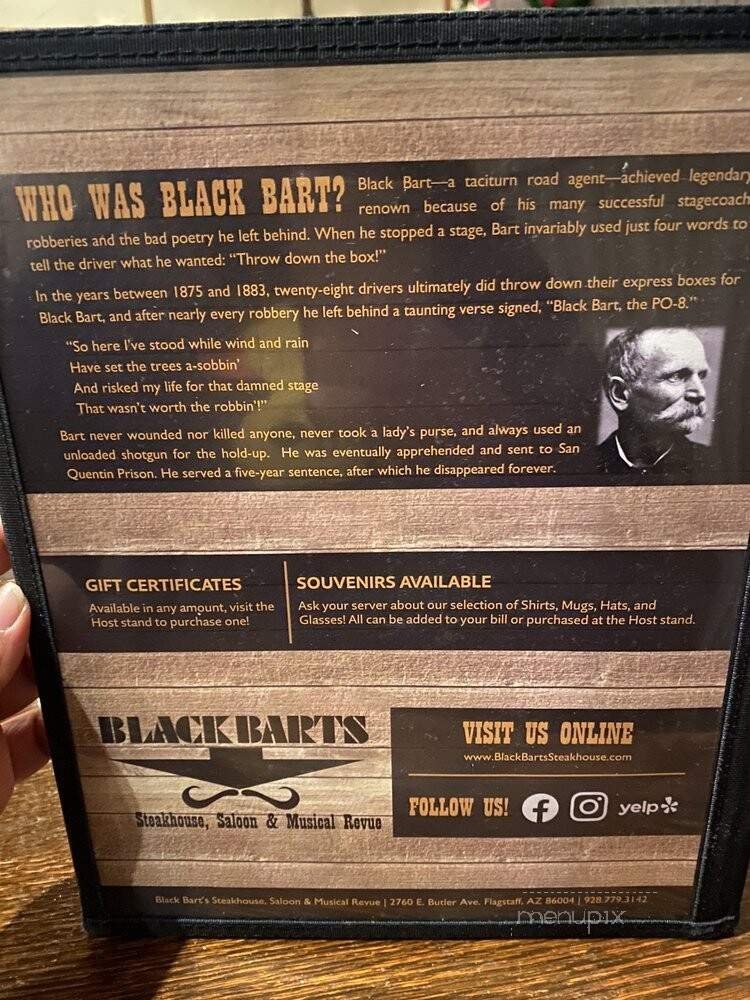 WHO WAS BLACK BART? Black Bart—a taciturn road agent—achieved legendary
renown because of his many successful stagecoach
robberies and the bad poetry he left behind. When he stopped a stage, Bart invariably used just four words to
tell the driver what he wanted: “Throw down the box!”
In the years between 1875 and 1883, twenty-eight drivers ultimately did throw down their express boxes for
Black Bart, and after nearly every robbery he left behind a taunting verse signed, “Black Bart, the PO-8.”
“So here I’ve stood while wind and rain
Have set the trees a-sobbin’
And risked my life for that damned stage
That wasn’t worth the robbin’!”
Bart never wounded nor killed anyone, never took a lady’s purse, and always used an
unloaded shotgun for the hold-up. He was eventually apprehended and sent to San
Quentin Prison. He served a five-year sentence, after which he disappeared forever.
GIFT CERTIFICATES
Available in any amount, visit the
Host stand to purchase one!
SOUVENIRS AVAILABLE
Ask your server about our selection of Shirts, Mugs, Hats, and
Glasses! All can be added to your bill or purchased at the Host stand.
BLACK BARTS
Steakhouse, Saloon & Musical Revue
VISIT US ONLINE
www.BlackBartsSteakhouse.com
FOLLOW US! yelp
Black Bart's Steakhouse, Saloon & Musical Revue | 2760 E. Butler Ave. Flagstaff, AZ 86004 | 928.779.3142
menupix